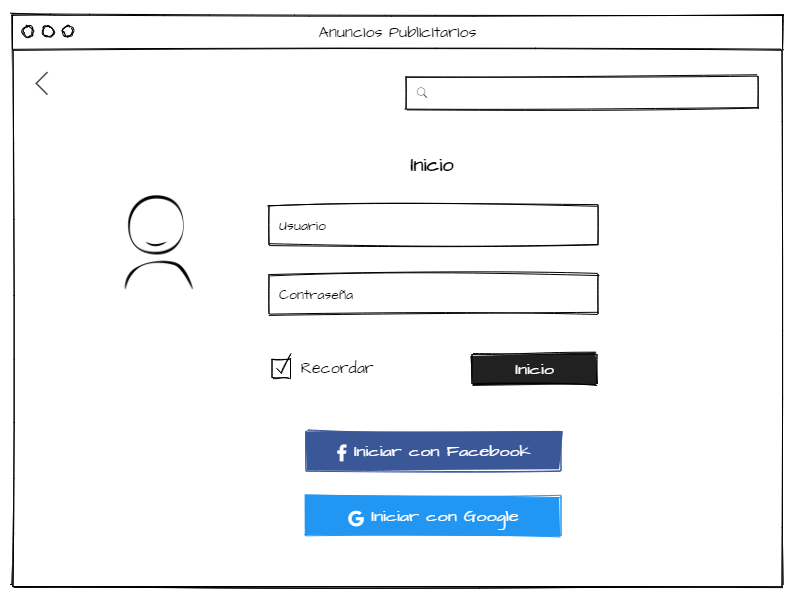 Anuncios Publicitarios
Inicio
Usuario
Contraseña
Recordar
Inicio
Iniciar con Facebook
Iniciar con Google